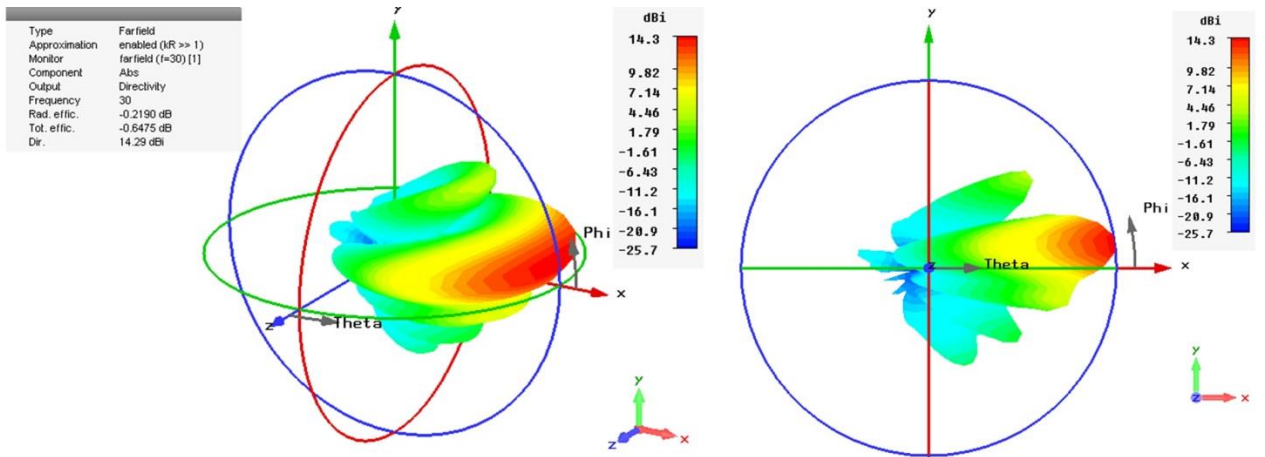 Type Farfield
Approximation enabled (kR >> 1)
Monitor farfield (f=30) [1]
Component Abs
Output Directivity
Frequency 30
Rad. effic. -0.2190 dB
Tot. effic. -0.6475 dB
Dir. 14.29 dBi
y
Phi
x
z
Theta
dBi
14.3
9.82
7.14
4.46
1.79
-1.61
-6.43
-11.2
-16.1
-20.9
-25.7
y
x
z
y
Phi
x
z
Theta
dBi
14.3
9.82
7.14
4.46
1.79
-1.61
-6.43
-11.2
-16.1
-20.9
-25.7
y
z
x